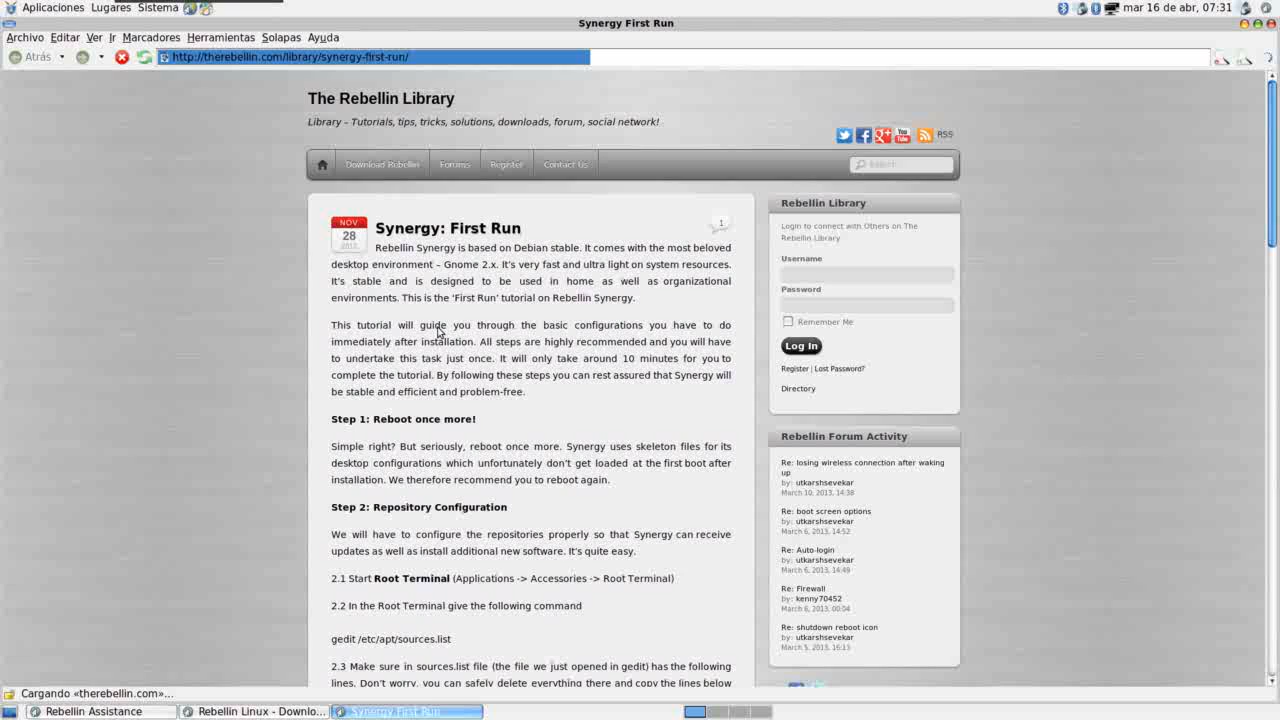 Aplicaciones Lugares Sistema mar 16 de abr, 07:31
Synergy First Run
Archivo Editar Ver Ir Marcadores Herramientas Solapas Ayuda
Atrás http://therebellin.com/library/synergy-first-run/
The Rebellin Library
Library – Tutorials, tips, tricks, solutions, downloads, forum, social network!
RSS
Download Rebellin Forums Register Contact Us Search
NOV
28
2012
Synergy: First Run
1
Rebellin Synergy is based on Debian stable. It comes with the most beloved
desktop environment – Gnome 2.x. It's very fast and ultra light on system resources.
It's stable and is designed to be used in home as well as organizational
environments. This is the 'First Run' tutorial on Rebellin Synergy.
This tutorial will guide you through the basic configurations you have to do
immediately after installation. All steps are highly recommended and you will have
to undertake this task just once. It will only take around 10 minutes for you to
complete the tutorial. By following these steps you can rest assured that Synergy will
be stable and efficient and problem-free.
Step 1: Reboot once more!
Simple right? But seriously, reboot once more. Synergy uses skeleton files for its
desktop configurations which unfortunately don't get loaded at the first boot after
installation. We therefore recommend you to reboot again.
Step 2: Repository Configuration
We will have to configure the repositories properly so that Synergy can receive
updates as well as install additional new software. It's quite easy.
2.1 Start Root Terminal (Applications -> Accessories -> Root Terminal)
2.2 In the Root Terminal give the following command
gedit /etc/apt/sources.list
2.3 Make sure in sources.list file (the file we just opened in gedit) has the following
lines. Don't worry, you can safely delete everything there and copy the lines below
Rebellin Library
Login to connect with Others on The
Rebellin Library
Username
Password
Remember Me
Log In
Register | Lost Password?
Directory
Rebellin Forum Activity
Re: losing wireless connection after waking
up
by: utkarshsevekar
March 10, 2013, 14:38
Re: boot screen options
by: utkarshsevekar
March 6, 2013, 14:52
Re: Auto-login
by: utkarshsevekar
March 6, 2013, 14:49
Re: Firewall
by: kenny70452
March 6, 2013, 00:04
Re: shutdown reboot icon
by: utkarshsevekar
March 5, 2013, 16:13
Cargando «therebellin.com»...
Rebellin Assistance Rebellin Linux - Downlo... Synergy First Run